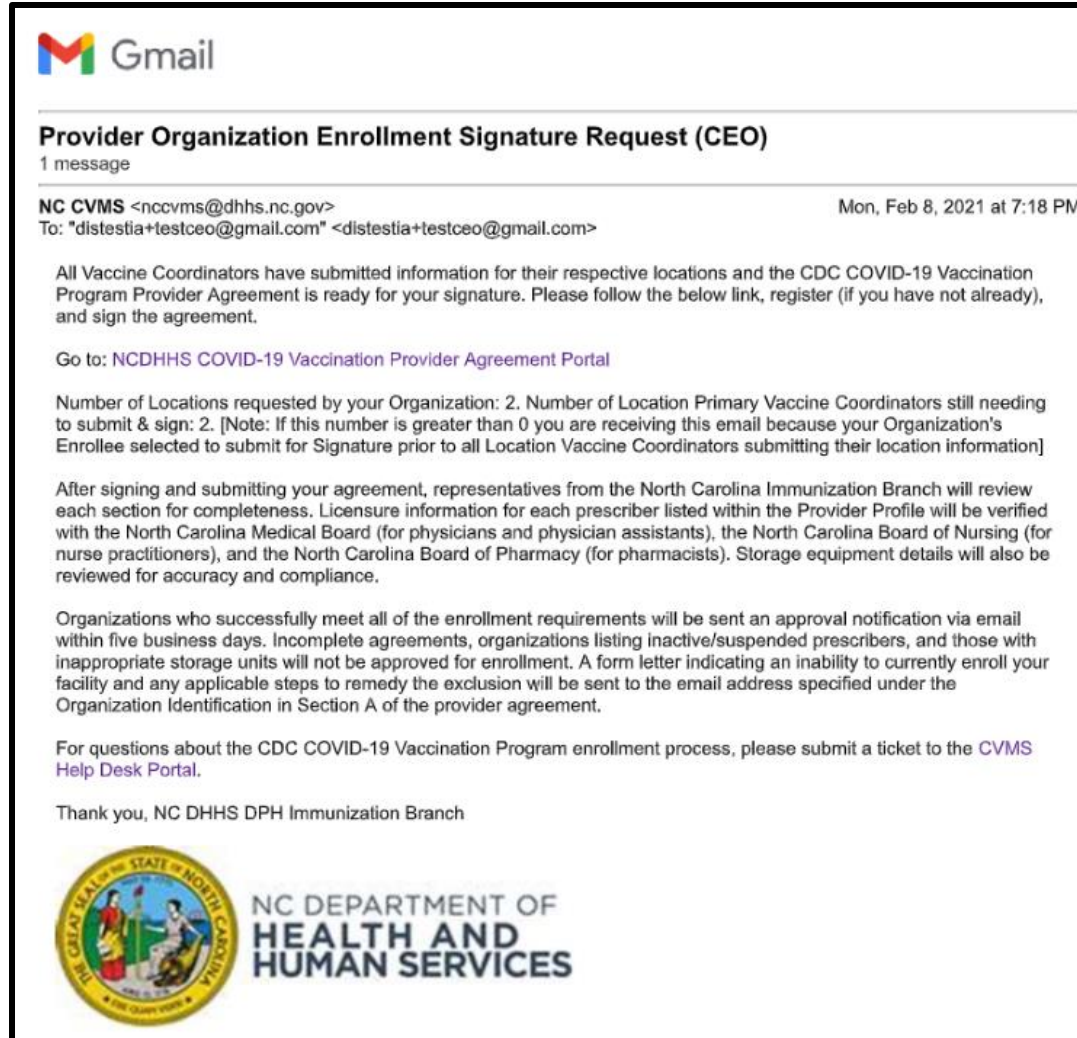 Gmail
Provider Organization Enrollment Signature Request (CEO)
1 message
NC CVMS <nccvms@dhhs.nc.gov> Mon, Feb 8, 2021 at 7:18 PM
To: "distestia+testceo@gmail.com" <distestia+testceo@gmail.com>
All Vaccine Coordinators have submitted information for their respective locations and the CDC COVID-19 Vaccination
Program Provider Agreement is ready for your signature. Please follow the below link, register (if you have not already),
and sign the agreement.
Go to: NCDHHS COVID-19 Vaccination Provider Agreement Portal
Number of Locations requested by your Organization: 2. Number of Location Primary Vaccine Coordinators still needing
to submit & sign: 2. [Note: If this number is greater than 0 you are receiving this email because your Organization's
Enrollee selected to submit for Signature prior to all Location Vaccine Coordinators submitting their location information]
After signing and submitting your agreement, representatives from the North Carolina Immunization Branch will review
each section for completeness. Licensure information for each prescriber listed within the Provider Profile will be verified
with the North Carolina Medical Board (for physicians and physician assistants), the North Carolina Board of Nursing (for
nurse practitioners), and the North Carolina Board of Pharmacy (for pharmacists). Storage equipment details will also be
reviewed for accuracy and compliance.
Organizations who successfully meet all of the enrollment requirements will be sent an approval notification via email
within five business days. Incomplete agreements, organizations listing inactive/suspended prescribers, and those with
inappropriate storage units will not be approved for enrollment. A form letter indicating an inability to currently enroll your
facility and any applicable steps to remedy the exclusion will be sent to the email address specified under the
Organization Identification in Section A of the provider agreement.
For questions about the CDC COVID-19 Vaccination Program enrollment process, please submit a ticket to the CVMS
Help Desk Portal.
Thank you, NC DHHS DPH Immunization Branch
THE GREAT SEAL OF THE STATE OF NORTH CAROLINA
NC DEPARTMENT OF
HEALTH AND
HUMAN SERVICES